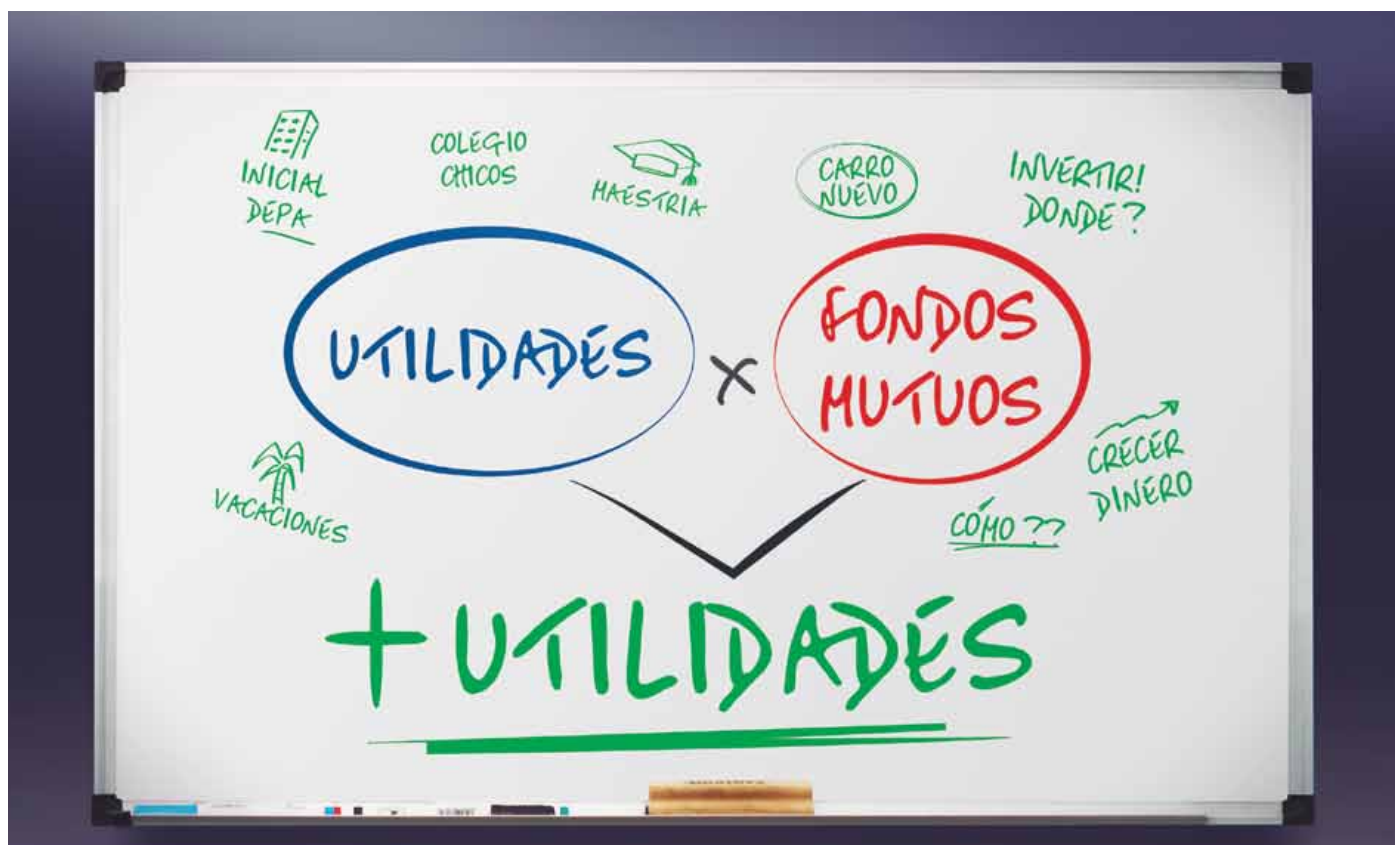 INICIAL
DEPA
COLEGIO
CHICOS
MAESTRIA
CARRO
NUEVO
INVERTIR!
DONDE?
UTILIDADES
X
FONDOS
MUTUOS
VACACIONES
CRECER
DINERO
CÓMO??
+ UTILIDADES